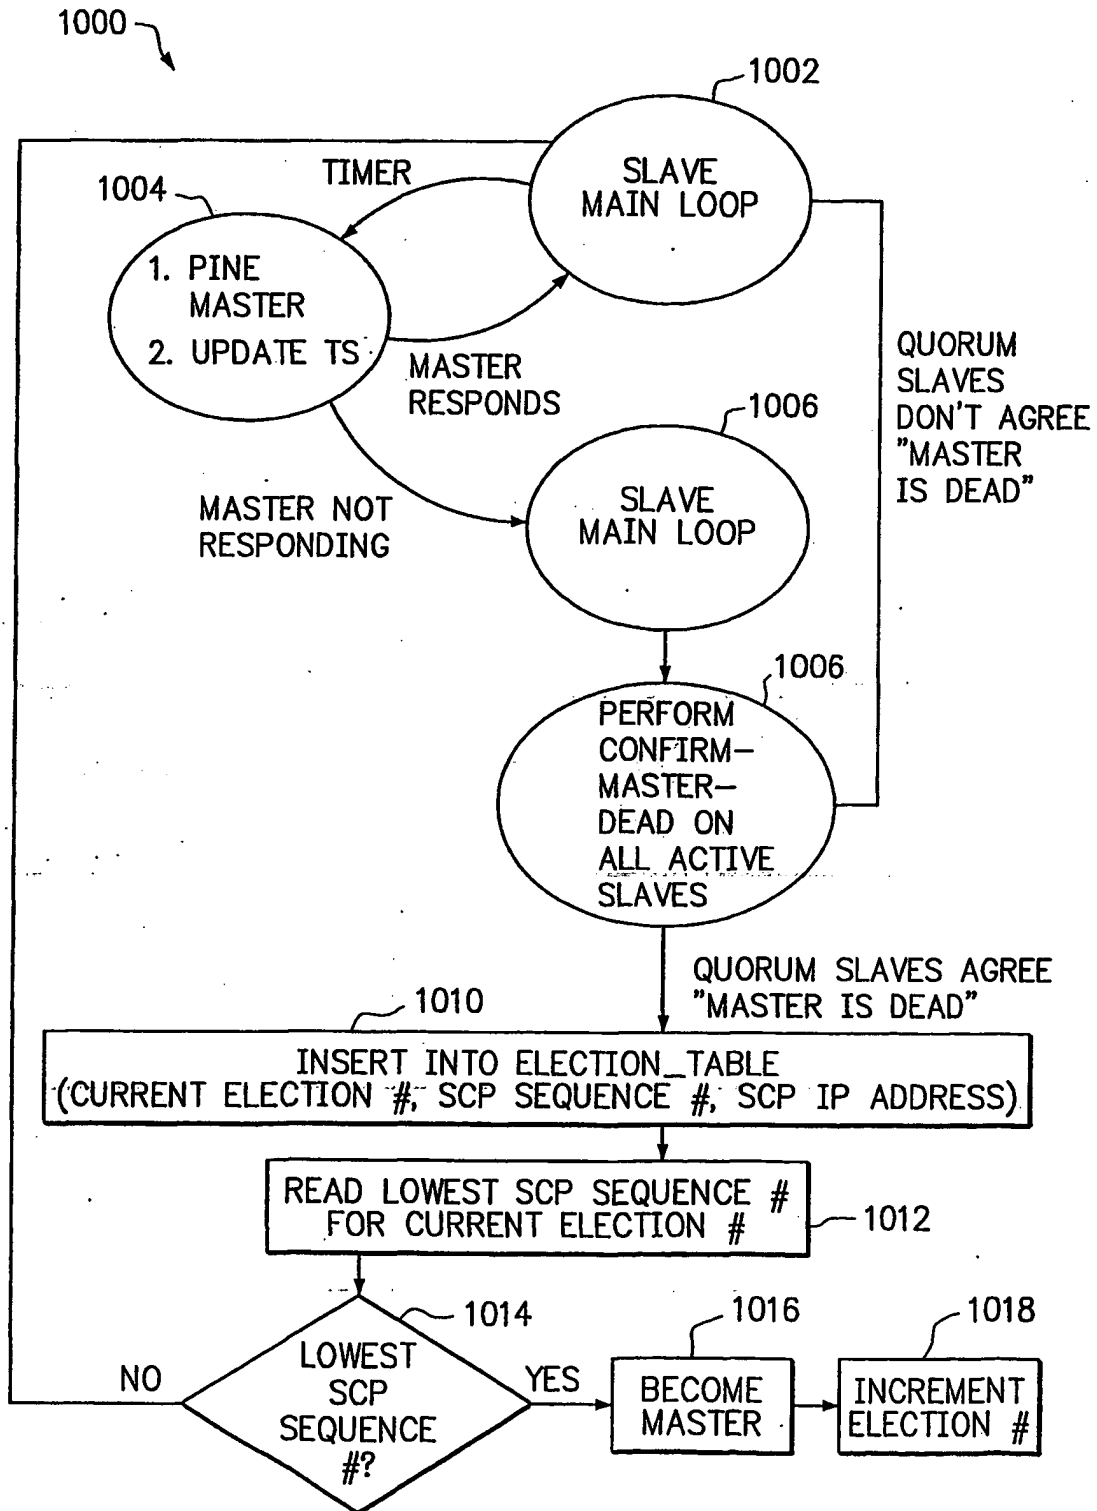 1000
1002
SLAVE
MAIN LOOP
TIMER
1004
1. PINE
MASTER
2. UPDATE TS
MASTER
RESPONDS
QUORUM
SLAVES
DON'T AGREE
"MASTER
IS DEAD"
1006
SLAVE
MAIN LOOP
MASTER NOT
RESPONDING
1006
PERFORM
CONFIRM-
MASTER-
DEAD ON
ALL ACTIVE
SLAVES
QUORUM SLAVES AGREE
"MASTER IS DEAD"
1010
INSERT INTO ELECTION_TABLE
(CURRENT ELECTION #, SCP SEQUENCE #, SCP IP ADDRESS)
READ LOWEST SCP SEQUENCE #
FOR CURRENT ELECTION #
1012
1014
LOWEST
SCP
SEQUENCE
#?
NO
YES
1016
BECOME
MASTER
1018
INCREMENT
ELECTION #